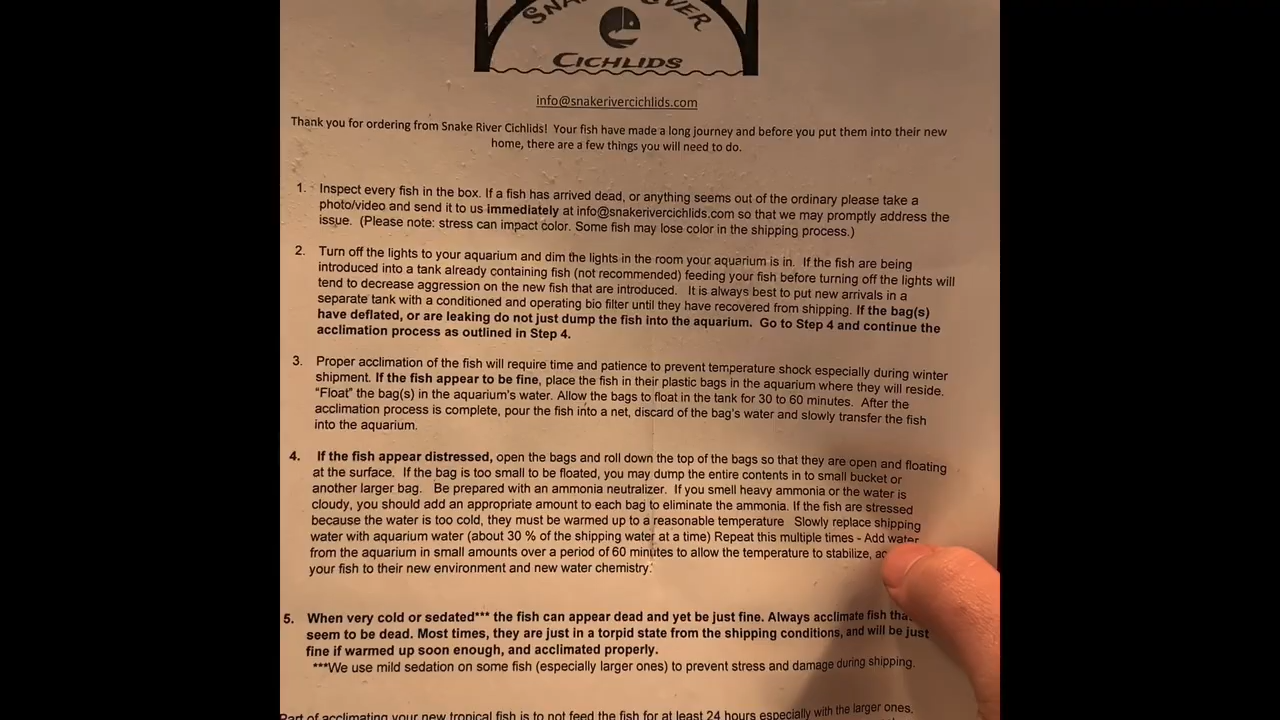 CICHLIDS
info@snakerivercichlids.com
Thank you for ordering from Snake River Cichlids! Your fish have made a long journey and before you put them into their new
home, there are a few things you will need to do.
1. Inspect every fish in the box. If a fish has arrived dead, or anything seems out of the ordinary please take a
photo/video and send it to us immediately at info@snakerivercichlids.com so that we may promptly address the
issue. (Please note: stress can impact color. Some fish may lose color in the shipping process.)
2. Turn off the lights to your aquarium and dim the lights in the room your aquarium is in. If the fish are being
introduced into a tank already containing fish (not recommended) feeding your fish before turning off the lights will
tend to decrease aggression on the new fish that are introduced. It is always best to put new arrivals in a
separate tank with a conditioned and operating bio filter until they have recovered from shipping. If the bag(s)
have deflated, or are leaking do not just dump the fish into the aquarium. Go to Step 4 and continue the
acclimation process as outlined in Step 4.
3. Proper acclimation of the fish will require time and patience to prevent temperature shock especially during winter
shipment. If the fish appear to be fine, place the fish in their plastic bags in the aquarium where they will reside.
"Float" the bag(s) in the aquarium's water. Allow the bags to float in the tank for 30 to 60 minutes. After the
acclimation process is complete, pour the fish into a net, discard of the bag's water and slowly transfer the fish
into the aquarium.
4. If the fish appear distressed, open the bags and roll down the top of the bags so that they are open and floating
at the surface. If the bag is too small to be floated, you may dump the entire contents in to small bucket or
another larger bag. Be prepared with an ammonia neutralizer. If you smell heavy ammonia or the water is
cloudy, you should add an appropriate amount to each bag to eliminate the ammonia. If the fish are stressed
because the water is too cold, they must be warmed up to a reasonable temperature Slowly replace shipping
water with aquarium water (about 30 % of the shipping water at a time) Repeat this multiple times - Add water
from the aquarium in small amounts over a period of 60 minutes to allow the temperature to stabilize,
your fish to their new environment and new water chemistry.
5. When very cold or sedated*** the fish can appear dead and yet be just fine. Always acclimate fish
seem to be dead. Most times, they are just in a torpid state from the shipping conditions, and will be just
fine if warmed up soon enough, and acclimated properly.
***We use mild sedation on some fish (especially larger ones) to prevent stress and damage during shipping.
Part of acclimating your new tropical fish is to not feed the fish for at least 24 hours especially with the larger ones.